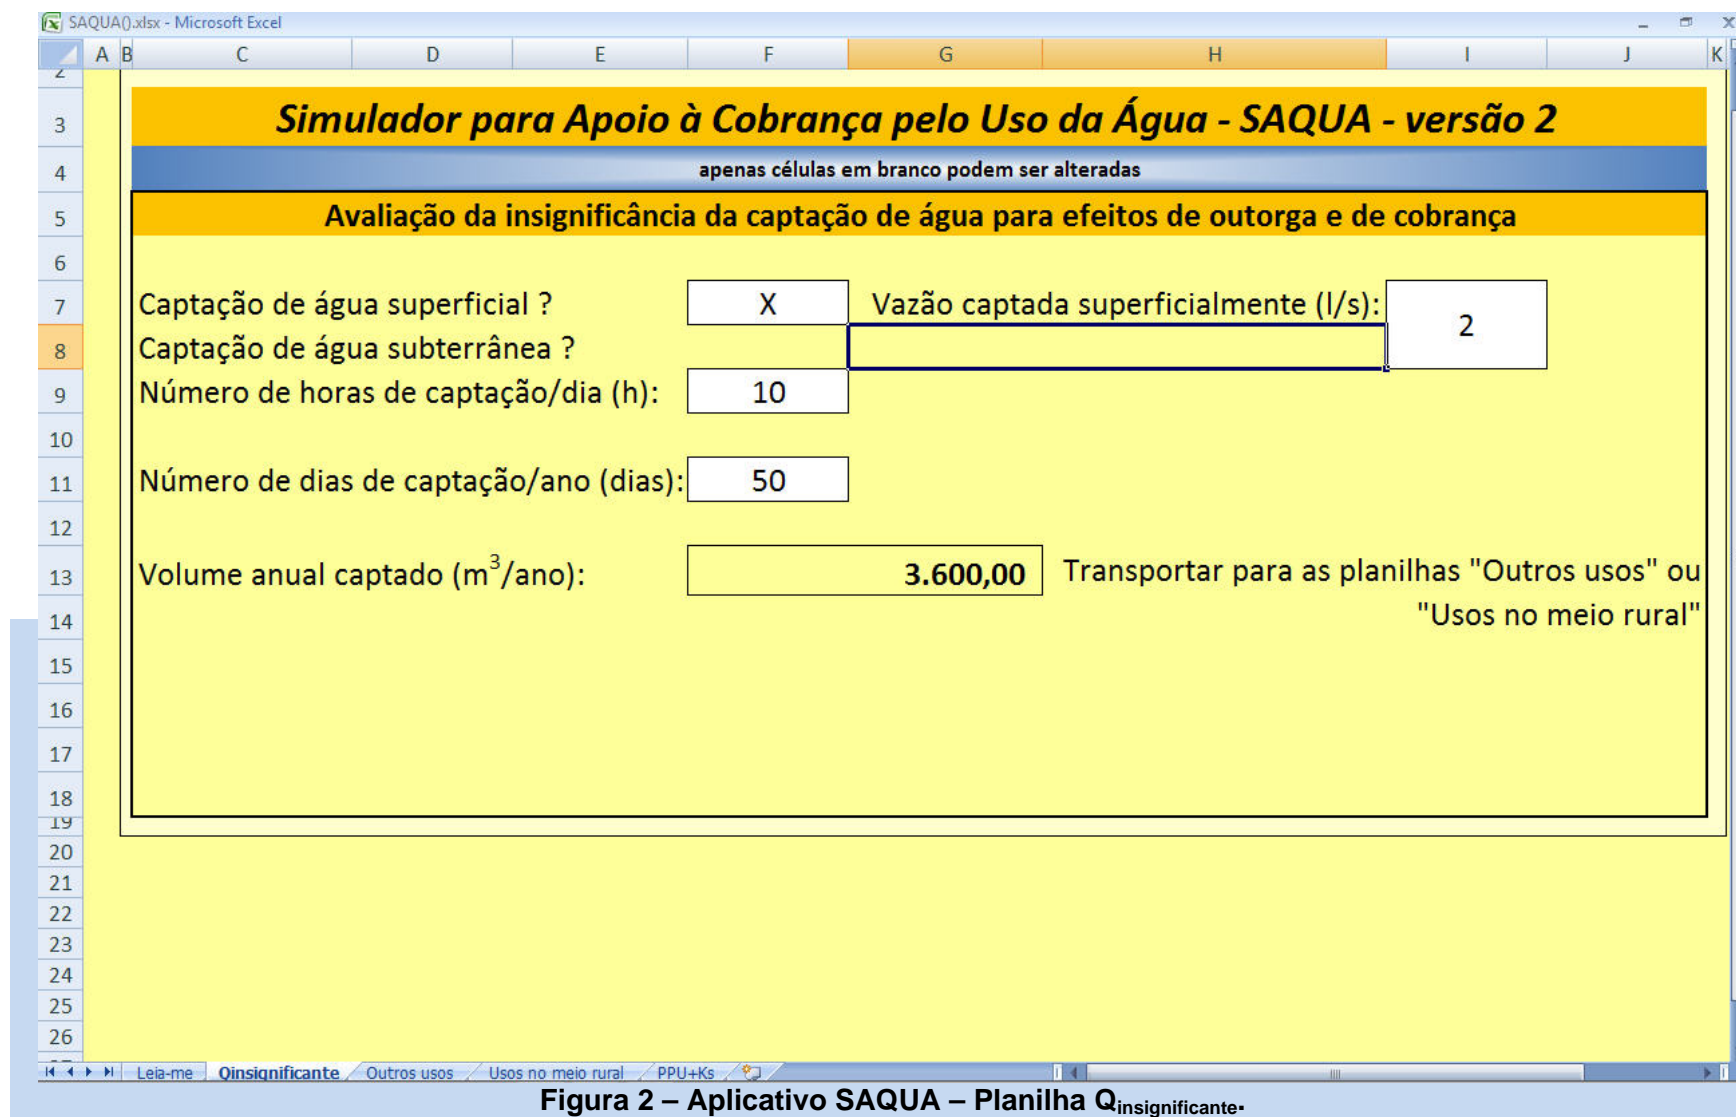 SAQUA().xlsx - Microsoft Excel
A B C D E F G H I J K
2
3 Simulador para Apoio à Cobrança pelo Uso da Água - SAQUA - versão 2
4 apenas células em branco podem ser alteradas
5 Avaliação da insignificância da captação de água para efeitos de outorga e de cobrança
6
7 Captação de água superficial ? X Vazão captada superficialmente (l/s): 2
8 Captação de água subterrânea ?
9 Número de horas de captação/dia (h): 10
10
11 Número de dias de captação/ano (dias): 50
12
13 Volume anual captado (m³/ano): 3.600,00 Transportar para as planilhas "Outros usos" ou
14 "Usos no meio rural"
15
16
17
18
19
20
21
22
23
24
25
26
Leia-me Qinsignificante Outros usos Usos no meio rural PPU+Ks
Figura 2 – Aplicativo SAQUA – Planilha Qinsignificante.